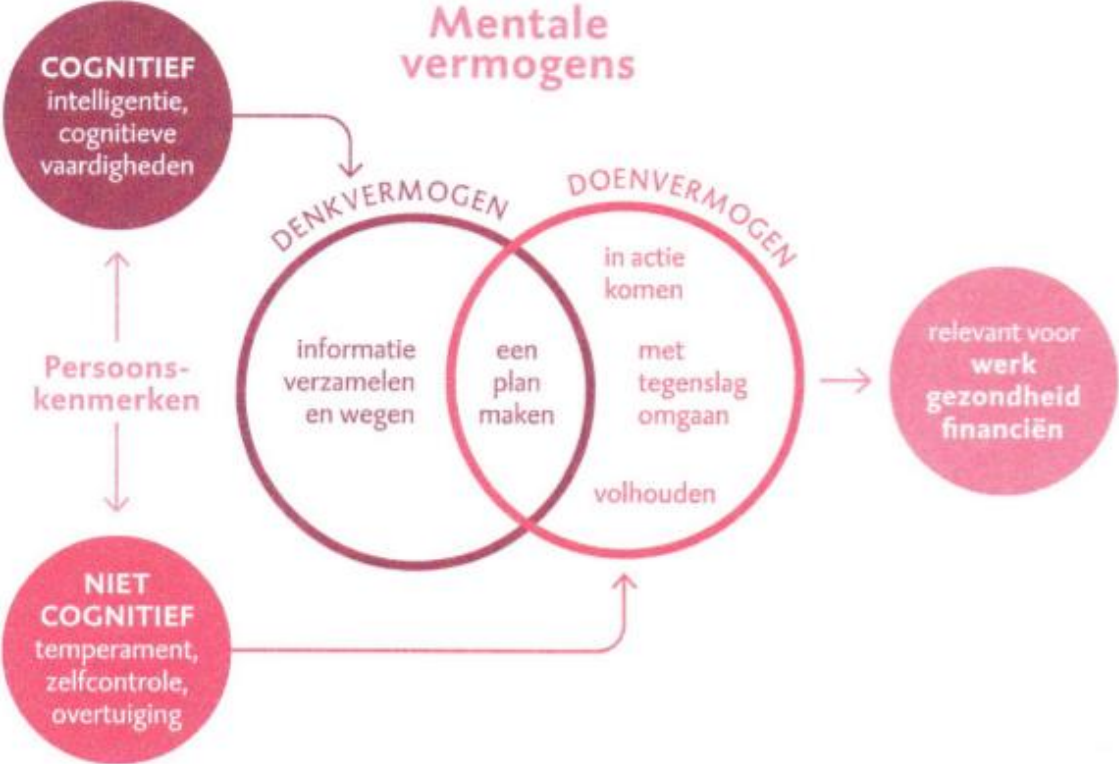 Mentale
vermogens
COGNITIEF
intelligentie,
cognitieve
vaardigheden
Persoons-
kenmerken
NIET
COGNITIEF
temperament,
zelfcontrole,
overtuiging
DENKVERMOGEN
informatie
verzamelen
en wegen
een
plan
maken
DOENVERMOGEN
in actie
komen
met
tegenslag
omgaan
volhouden
relevant voor
werk
gezondheid
financiën